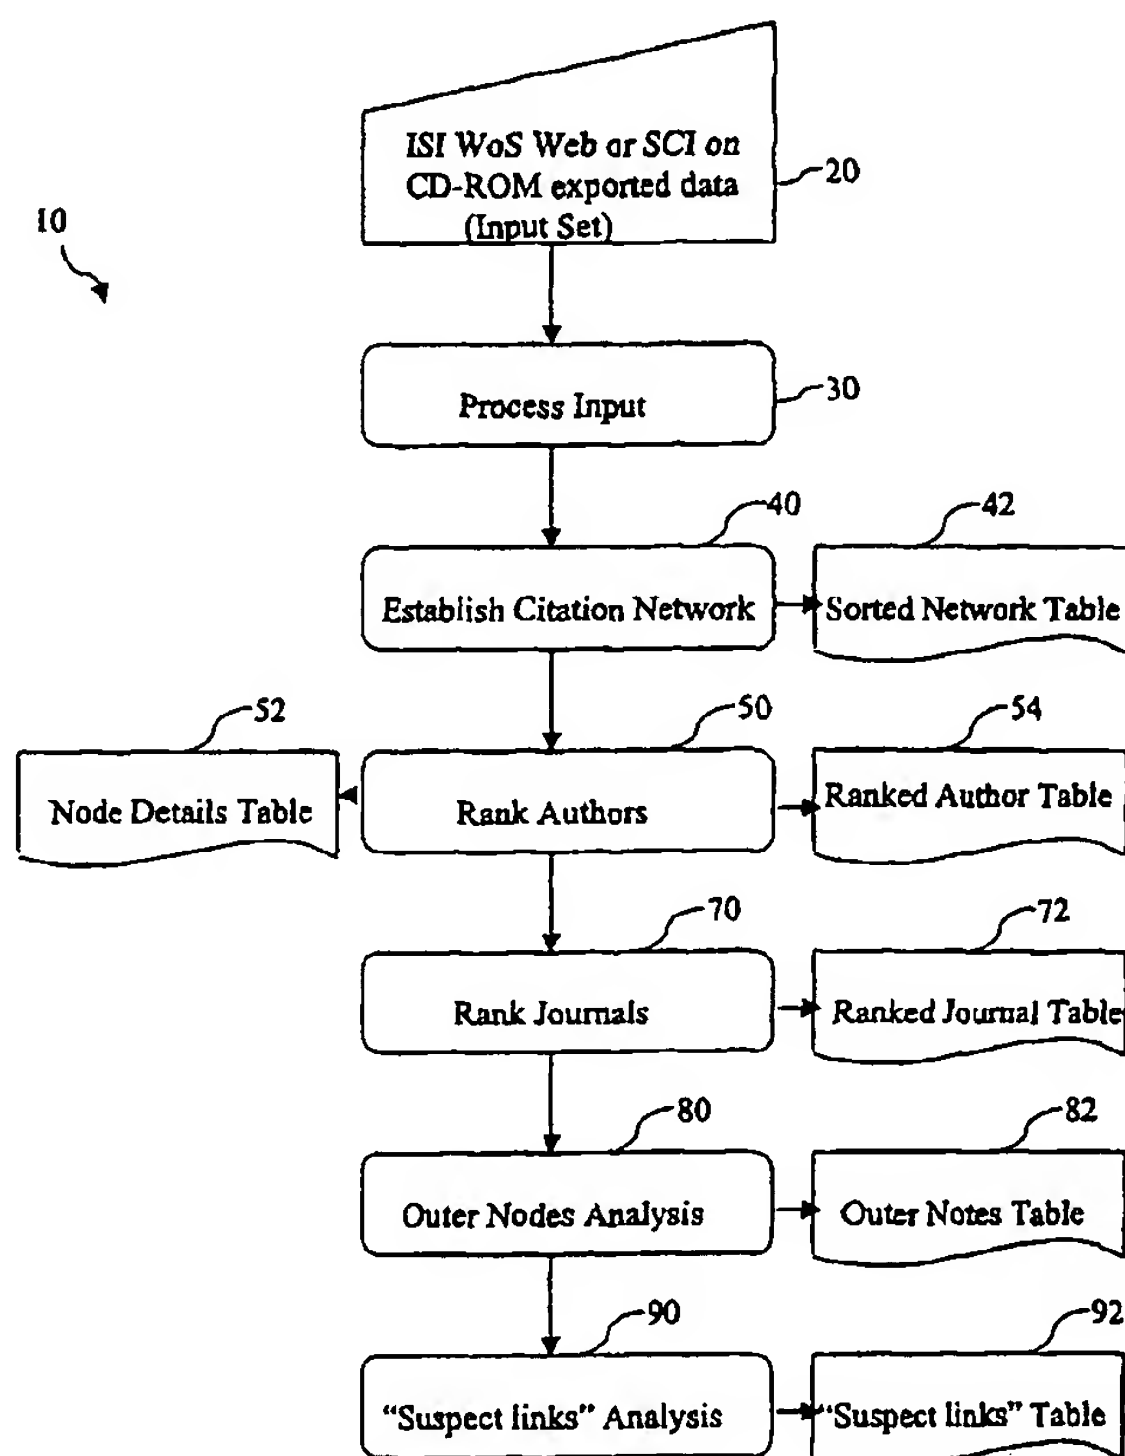 ISI WoS Web or SCI on
CD-ROM exported data
(Input Set)
20
10
Process Input
30
40
42
Establish Citation Network
Sorted Network Table
52
50
54
Node Details Table
Rank Authors
Ranked Author Table
70
72
Rank Journals
Ranked Journal Table
80
82
Outer Nodes Analysis
Outer Notes Table
90
92
“Suspect links” Analysis
“Suspect links” Table